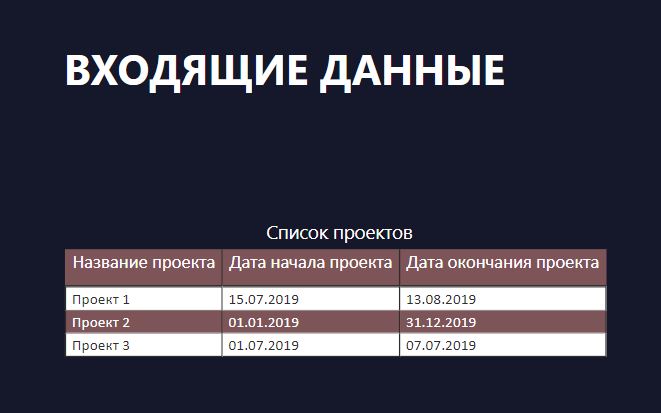 ВХОДЯЩИЕ ДАННЫЕ
Список проектов
Название проекта Дата начала проекта Дата окончания проекта
Проект 1 15.07.2019 13.08.2019
Проект 2 01.01.2019 31.12.2019
Проект 3 01.07.2019 07.07.2019